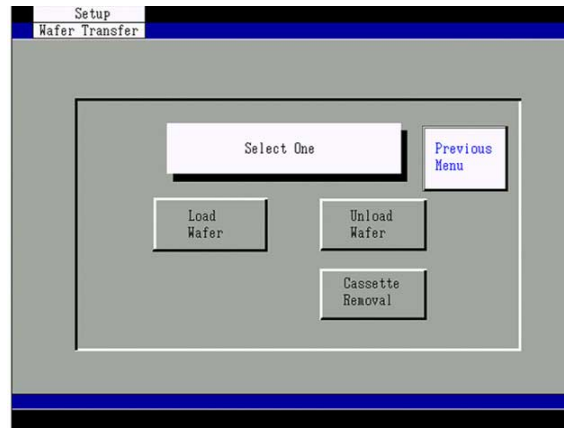 Setup
Wafer Transfer
Select One
Previous
Menu
Load
Wafer
Unload
Wafer
Cassette
Removal